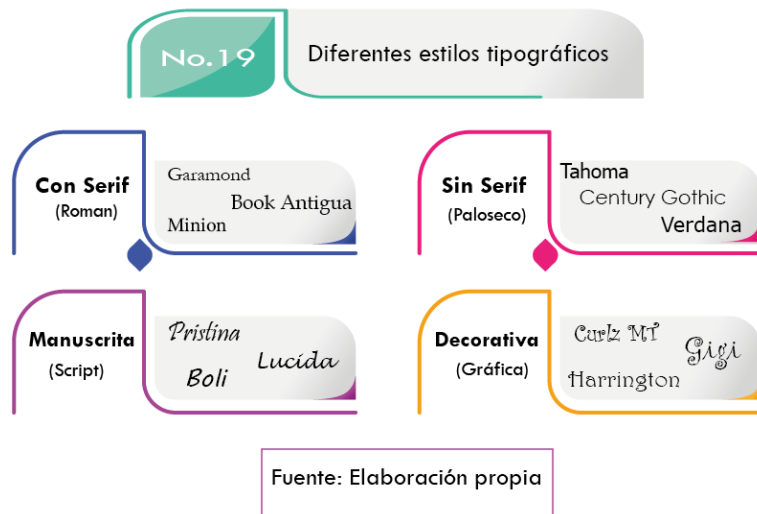 No.19
Diferentes estilos tipográficos
Con Serif
(Roman)
Garamond
Book Antigua
Minion
Sin Serif
(Paloseco)
Tahoma
Century Gothic
Verdana
Manuscrita
(Script)
Pristina
Lucida
Boli
Decorativa
(Gráfica)
Curlz MT
Gigi
Harrington
Fuente: Elaboración propia